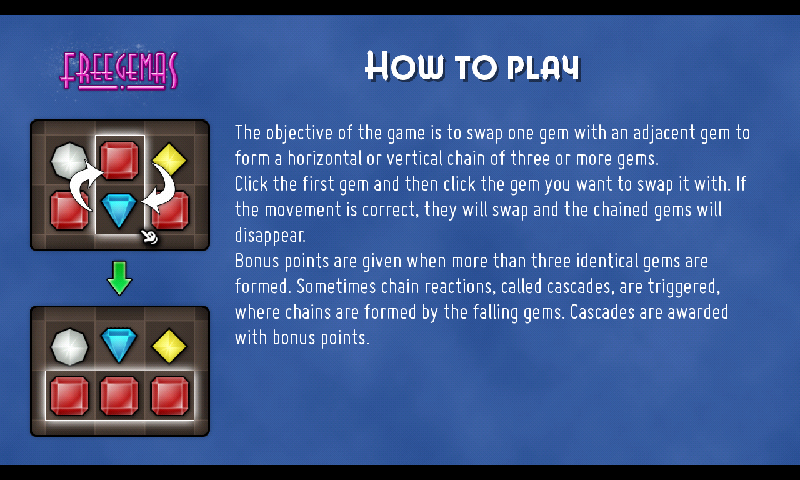 FREEGEMAS
HOW TO PLAY
The objective of the game is to swap one gem with an adjacent gem to
form a horizontal or vertical chain of three or more gems.
Click the first gem and then click the gem you want to swap it with. If
the movement is correct, they will swap and the chained gems will
disappear.
Bonus points are given when more than three identical gems are
formed. Sometimes chain reactions, called cascades, are triggered,
where chains are formed by the falling gems. Cascades are awarded
with bonus points.